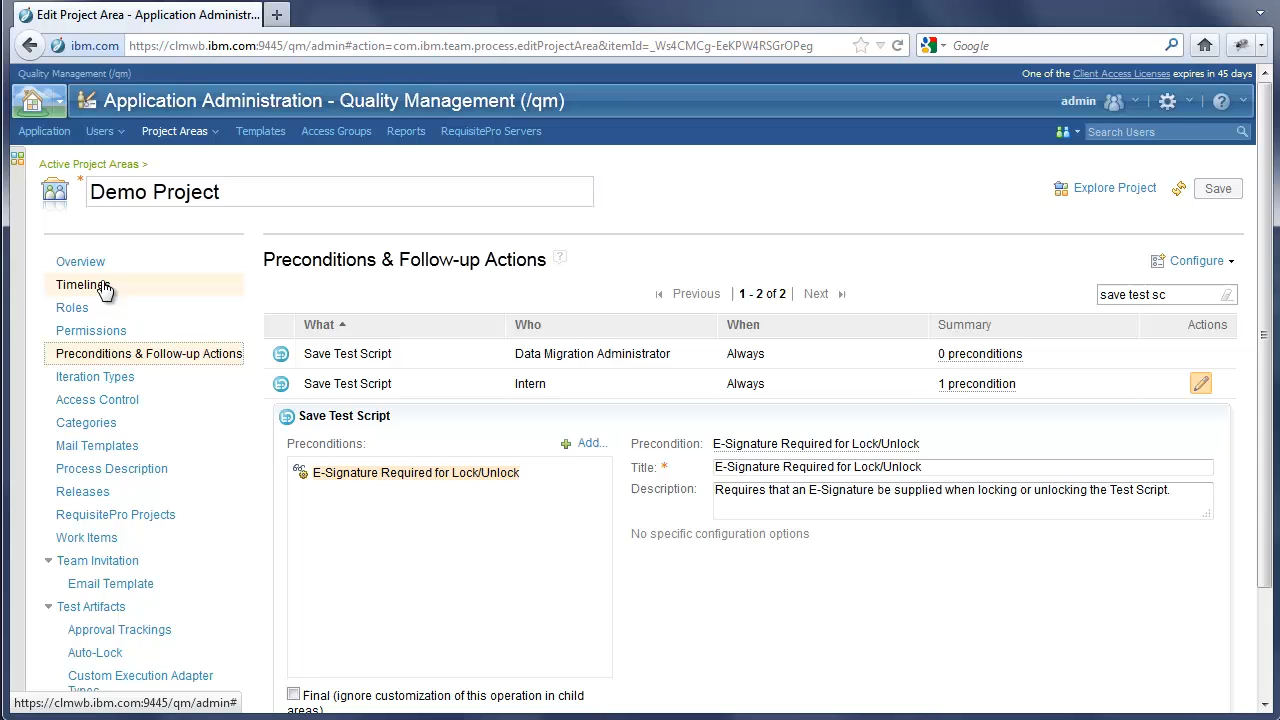 Edit Project Area - Application Administr...
ibm.com
https://clmwb.ibm.com:9445/qm/admin#action=com.ibm.team.process.editProjectArea&itemId=_Ws4CMCg-EeKPW4RSGrOPeg
Google
Quality Management (/qm)
One of the Client Access Licenses expires in 45 days
Application Administration - Quality Management (/qm)
admin
Application Users Project Areas Templates Access Groups Reports RequisitePro Servers
Search Users
Active Project Areas >
* Demo Project
Explore Project
Save
Overview
Timelines
Roles
Permissions
Preconditions & Follow-up Actions
Iteration Types
Access Control
Categories
Mail Templates
Process Description
Releases
RequisitePro Projects
Work Items
Team Invitation
Email Template
Test Artifacts
Approval Trackings
Auto-Lock
Custom Execution Adapter
Types
Preconditions & Follow-up Actions ?
Configure
Previous | 1 - 2 of 2 | Next
save test sc
What Who When Summary Actions
Save Test Script Data Migration Administrator Always 0 preconditions
Save Test Script Intern Always 1 precondition
Save Test Script
Preconditions: Add...
E-Signature Required for Lock/Unlock
Final (ignore customization of this operation in child
areas)
Precondition: E-Signature Required for Lock/Unlock
Title: * E-Signature Required for Lock/Unlock
Description: Requires that an E-Signature be supplied when locking or unlocking the Test Script.
No specific configuration options
https://clmwb.ibm.com:9445/qm/admin#